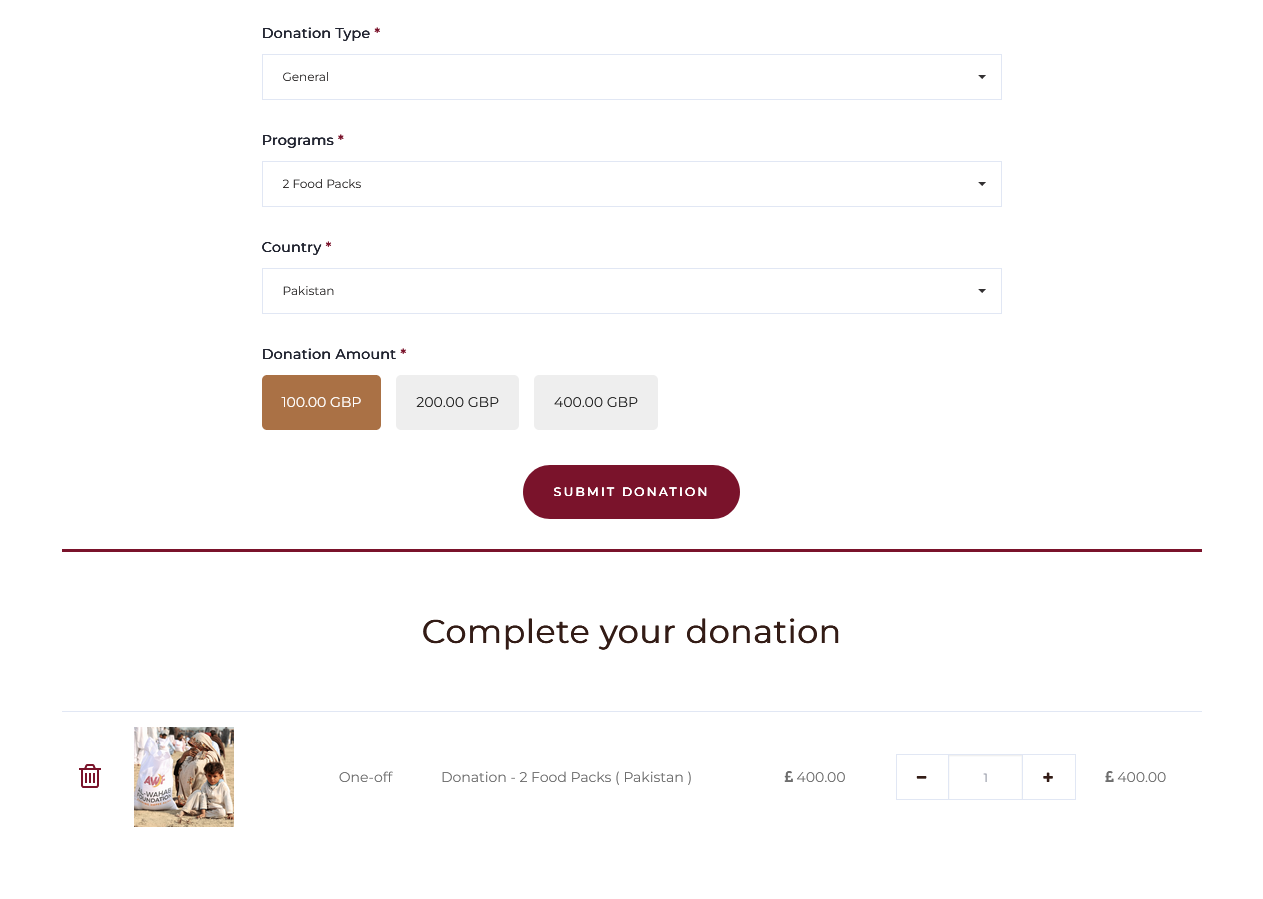 Donation Type *
General
Programs *
2 Food Packs
Country *
Pakistan
Donation Amount *
100.00 GBP 200.00 GBP 400.00 GBP
SUBMIT DONATION
Complete your donation
One-off Donation - 2 Food Packs ( Pakistan ) £ 400.00 − 1 + £ 400.00
AWF
AL-WAHAB
FOUNDATION